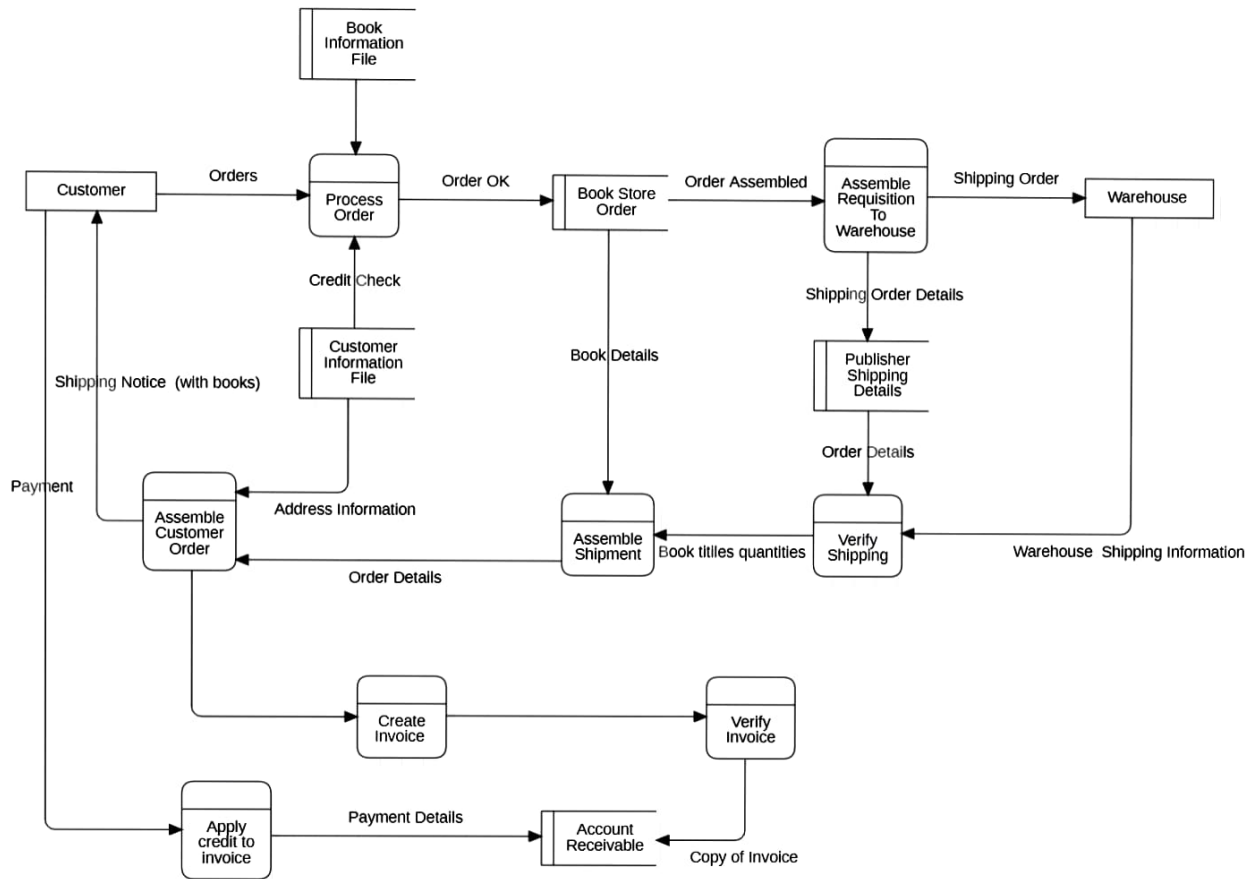 Book
Information
File
Customer
Orders
Process
Order
Order OK
Book Store
Order
Order Assembled
Assemble
Requisition
To
Warehouse
Shipping Order
Warehouse
Credit Check
Shipping Order Details
Customer
Information
File
Book Details
Publisher
Shipping
Details
Shipping Notice (with books)
Order Details
Payment
Address Information
Assemble
Customer
Order
Assemble
Shipment
Book titiles quantities
Verify
Shipping
Warehouse Shipping Information
Order Details
Create
Invoice
Verify
Invoice
Apply
credit to
invoice
Payment Details
Account
Receivable
Copy of Invoice